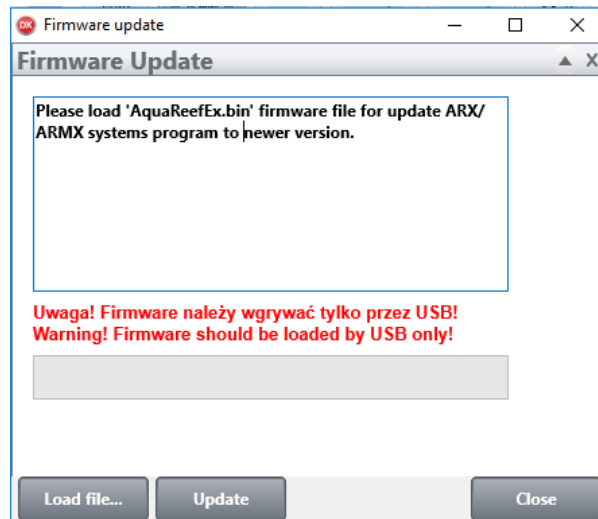 DX Firmware update
Firmware Update
Please load 'AquaReefEx.bin' firmware file for update ARX/
ARMX systems program to newer version.
Uwaga! Firmware należy wgrywać tylko przez USB!
Warning! Firmware should be loaded by USB only!
Load file... Update Close